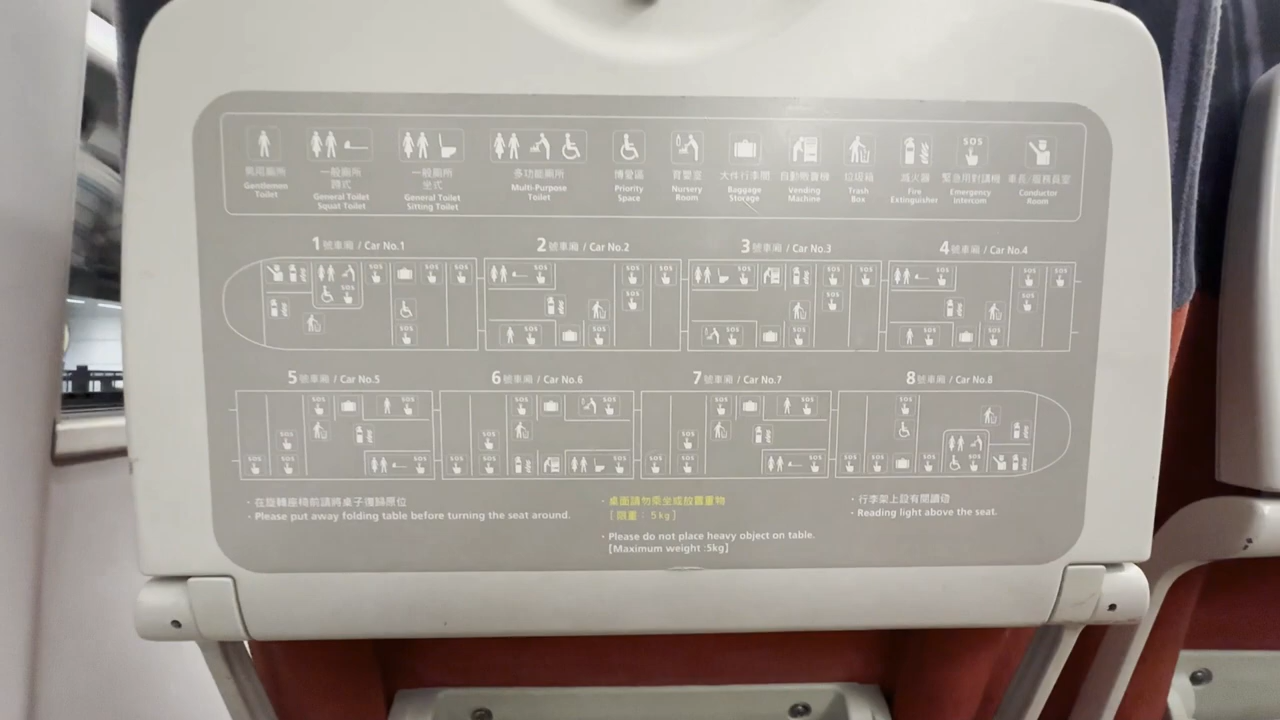 男用廁所
Gentlemen
Toilet
一般廁所
蹲式
General Toilet
Squat Toilet
一般廁所
坐式
General Toilet
Sitting Toilet
多功能廁所
Multi-Purpose
Toilet
博愛區
Priority
Space
育嬰室
Nursery
Room
大件行李間
Baggage
Storage
自動販賣機
Vending
Machine
垃圾箱
Trash
Box
滅火器
Fire
Extinguisher
SOS
緊急用對講機
Emergency
Intercom
車長/服務員室
Conductor
Room
1號車廂 / Car No.1
2號車廂 / Car No.2
3號車廂 / Car No.3
4號車廂 / Car No.4
5號車廂 / Car No.5
6號車廂 / Car No.6
7號車廂 / Car No.7
8號車廂 / Car No.8
・在旋轉座椅前請將桌子復歸原位
・Please put away folding table before turning the seat around.
・桌面請勿乘坐或放置重物
[限重：5kg]
・Please do not place heavy object on table.
[Maximum weight :5kg]
・行李架上設有閱讀燈
・Reading light above the seat.